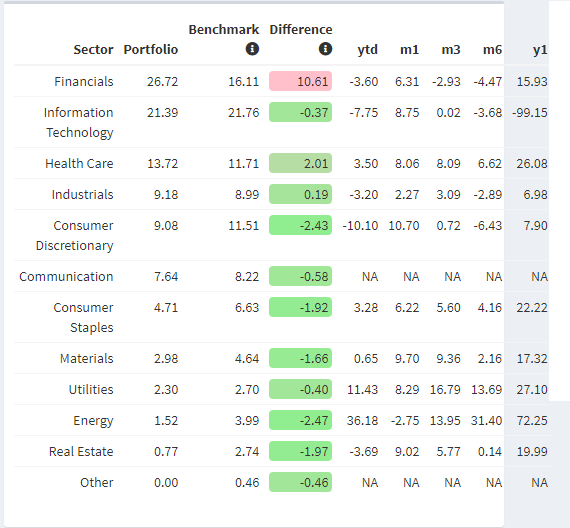 Benchmark Difference
Sector Portfolio ytd m1 m3 m6 y1
Financials 26.72 16.11 10.61 -3.60 6.31 -2.93 -4.47 15.93
Information 21.39 21.76 -0.37 -7.75 8.75 0.02 -3.68 -99.15
Technology
Health Care 13.72 11.71 2.01 3.50 8.06 8.09 6.62 26.08
Industrials 9.18 8.99 0.19 -3.20 2.27 3.09 -2.89 6.98
Consumer 9.08 11.51 -2.43 -10.10 10.70 0.72 -6.43 7.90
Discretionary
Communication 7.64 8.22 -0.58 NA NA NA NA NA
Consumer 4.71 6.63 -1.92 3.28 6.22 5.60 4.16 22.22
Staples
Materials 2.98 4.64 -1.66 0.65 9.70 9.36 2.16 17.32
Utilities 2.30 2.70 -0.40 11.43 8.29 16.79 13.69 27.10
Energy 1.52 3.99 -2.47 36.18 -2.75 13.95 31.40 72.25
Real Estate 0.77 2.74 -1.97 -3.69 9.02 5.77 0.14 19.99
Other 0.00 0.46 -0.46 NA NA NA NA NA